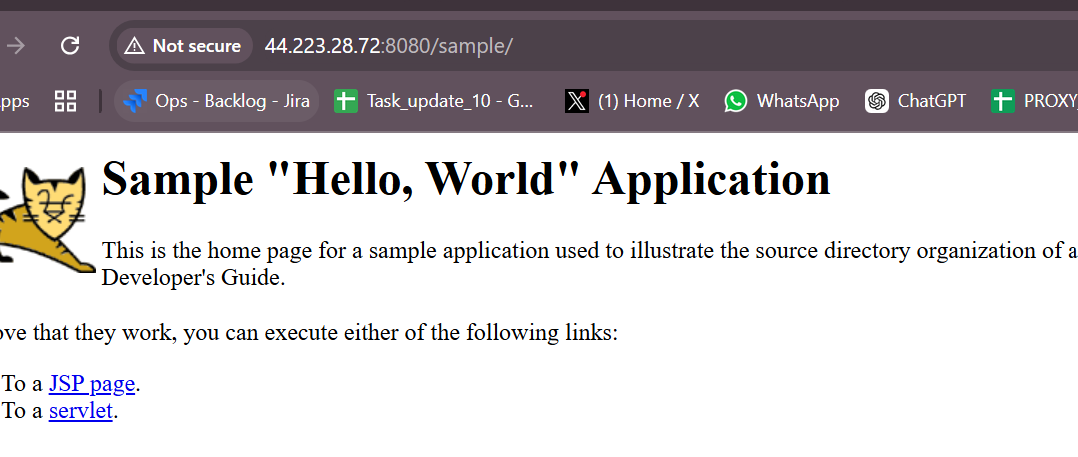 Not secure 44.223.28.72:8080/sample/
pps Ops - Backlog - Jira Task_update_10 - G... (1) Home / X WhatsApp ChatGPT PROXY
Sample "Hello, World" Application
This is the home page for a sample application used to illustrate the source directory organization of a
Developer's Guide.
ove that they work, you can execute either of the following links:
To a JSP page.
To a servlet.